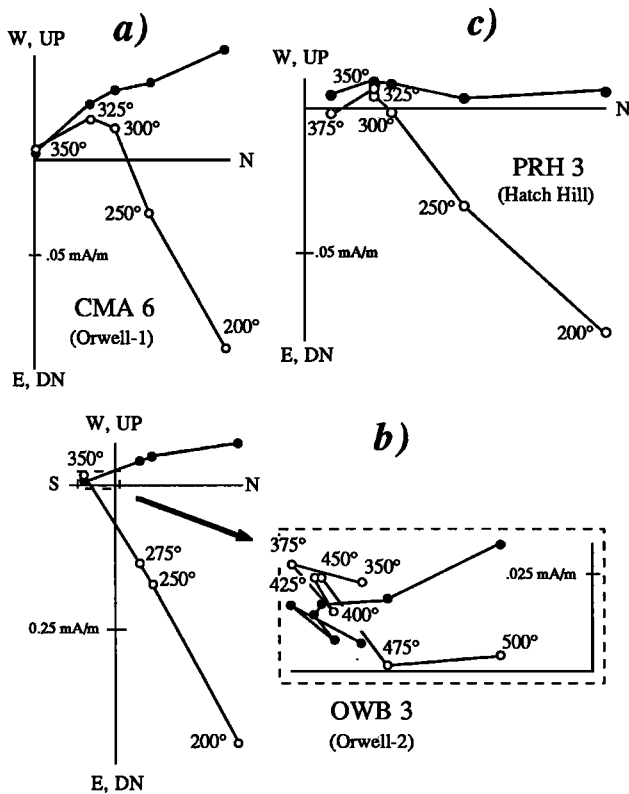 a)
W, UP
325°
300°
350°
N
250°
.05 mA/m
CMA 6
(Orwell-1)
200°
E, DN
c)
W, UP
350°
325°
375°
300°
N
PRH 3
(Hatch Hill)
250°
.05 mA/m
200°
E, DN
b)
W, UP
350°
S
N
275°
250°
0.25 mA/m
200°
E, DN
375°
450°
350°
.025 mA/m
425°
400°
475°
500°
OWB 3
(Orwell-2)